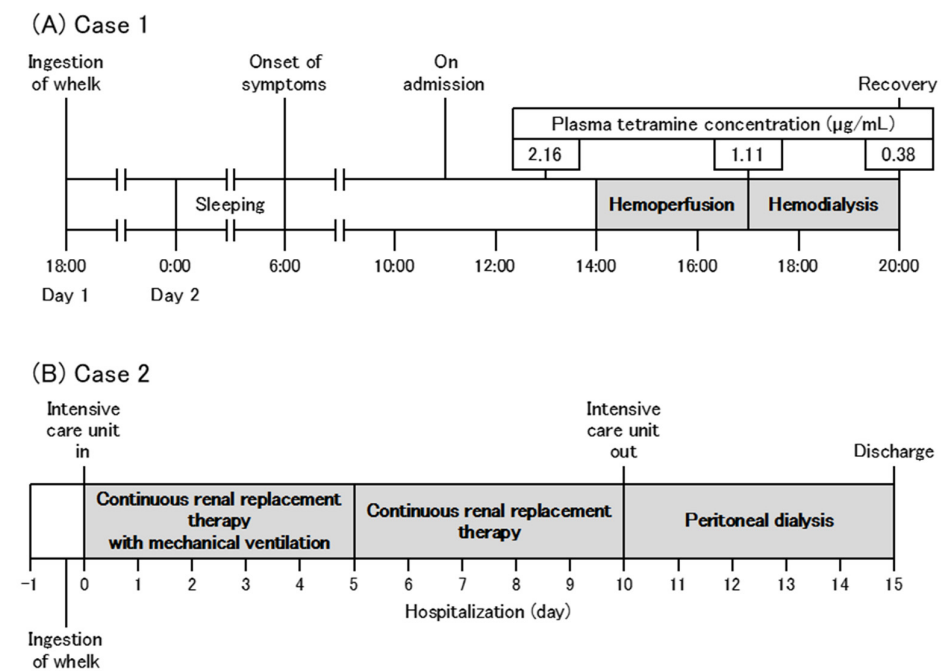 (A) Case 1
Ingestion
of whelk
Onset of
symptoms
On
admission
Recovery
Plasma tetramine concentration (μg/mL)
2.16
1.11
0.38
Sleeping
Hemoperfusion
Hemodialysis
18:00
0:00
6:00
10:00
12:00
14:00
16:00
18:00
20:00
Day 1
Day 2
(B) Case 2
Intensive
care unit
in
Intensive
care unit
out
Discharge
Continuous renal replacement
therapy
with mechanical ventilation
Continuous renal replacement
therapy
Peritoneal dialysis
-1 0 1 2 3 4 5 6 7 8 9 10 11 12 13 14 15
Hospitalization (day)
Ingestion
of whelk